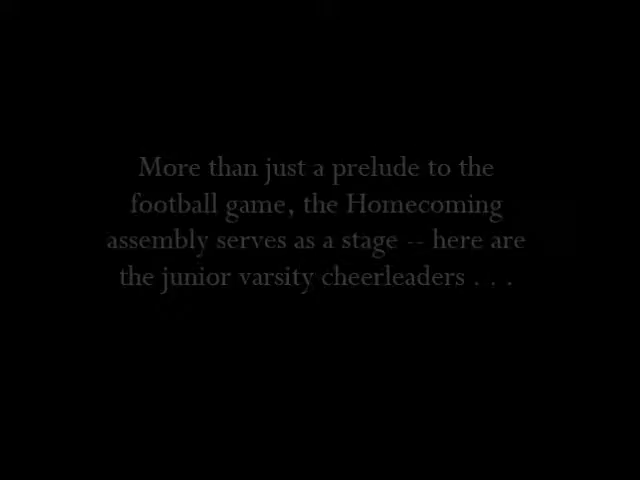 More than just a prelude to the
football game, the Homecoming
assembly serves as a stage -- here are
the junior varsity cheerleaders . . .